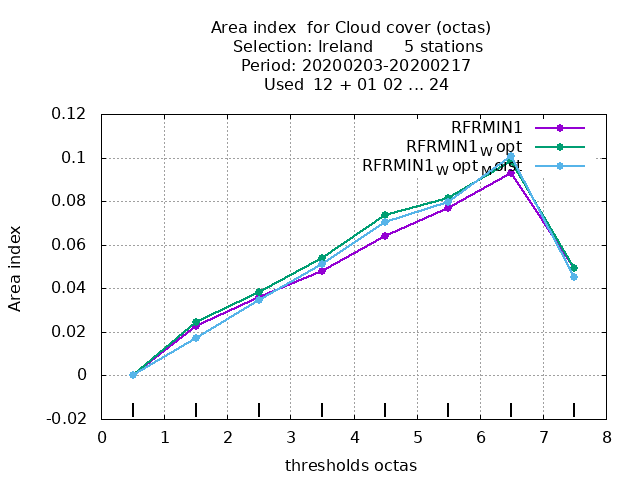 Area index  for Cloud cover (octas)
Selection: Ireland      5 stations
Period: 20200203-20200217
Used  12 + 01 02 ... 24
RFRMIN1
RFRMIN1W opt
RFRMIN1W opt Moist
0.12
0.1
0.08
0.06
0.04
0.02
0
-0.02
Area index
0 1 2 3 4 5 6 7 8
thresholds octas